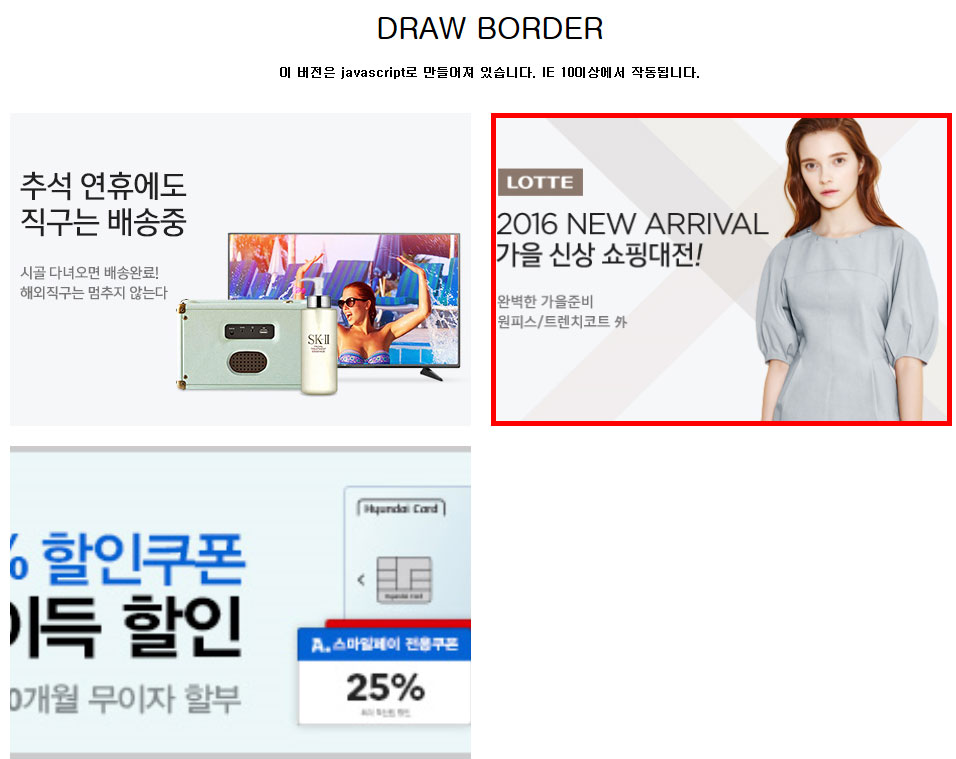 DRAW BORDER
이 버전은 javascript로 만들어져 있습니다. IE 10이상에서 작동됩니다.
추석 연휴에도
직구는 배송중
시골 다녀오면 배송완료!
해외직구는 멈추지 않는다
SK-II
LOTTE
2016 NEW ARRIVAL
가을 신상 쇼핑대전!
완벽한 가을준비
원피스/트렌치코트 外
Hyundai Card
% 할인쿠폰
이득 할인
0개월 무이자 할부
Hyundai Card
A. 스마일페이 전용쿠폰
25%